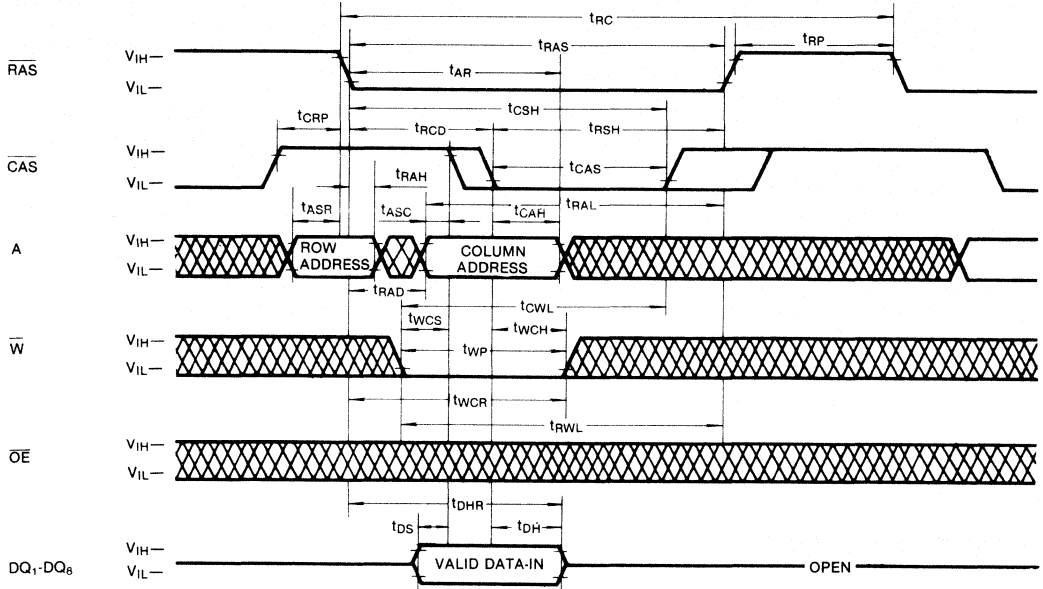 tRC
tRAS
tRP
RAS
VIH
VIL
tAR
tCSH
tCRP
tRCD
tRSH
CAS
VIH
VIL
tCAS
tRAH
tRAL
tASR
tASC
tCAH
A
VIH
VIL
ROW
ADDRESS
COLUMN
ADDRESS
tRAD
tCWL
tWCS
tWCH
W
VIH
VIL
tWP
tWCR
tRWL
OE
VIH
VIL
tDHR
tDS
tDH
DQ1-DQ8
VIH
VIL
VALID DATA-IN
OPEN